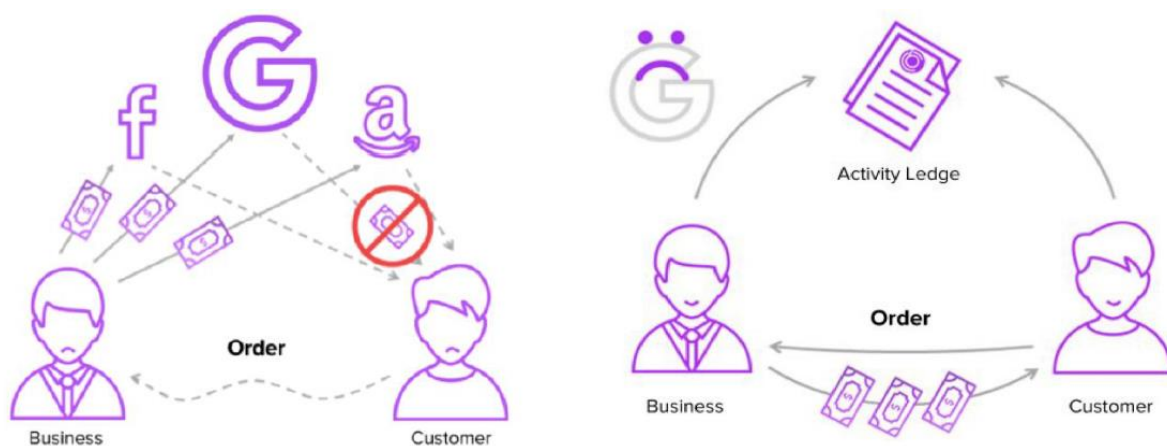 f
G
a
Order
Business
Customer
G
Activity Ledge
Order
Business
Customer